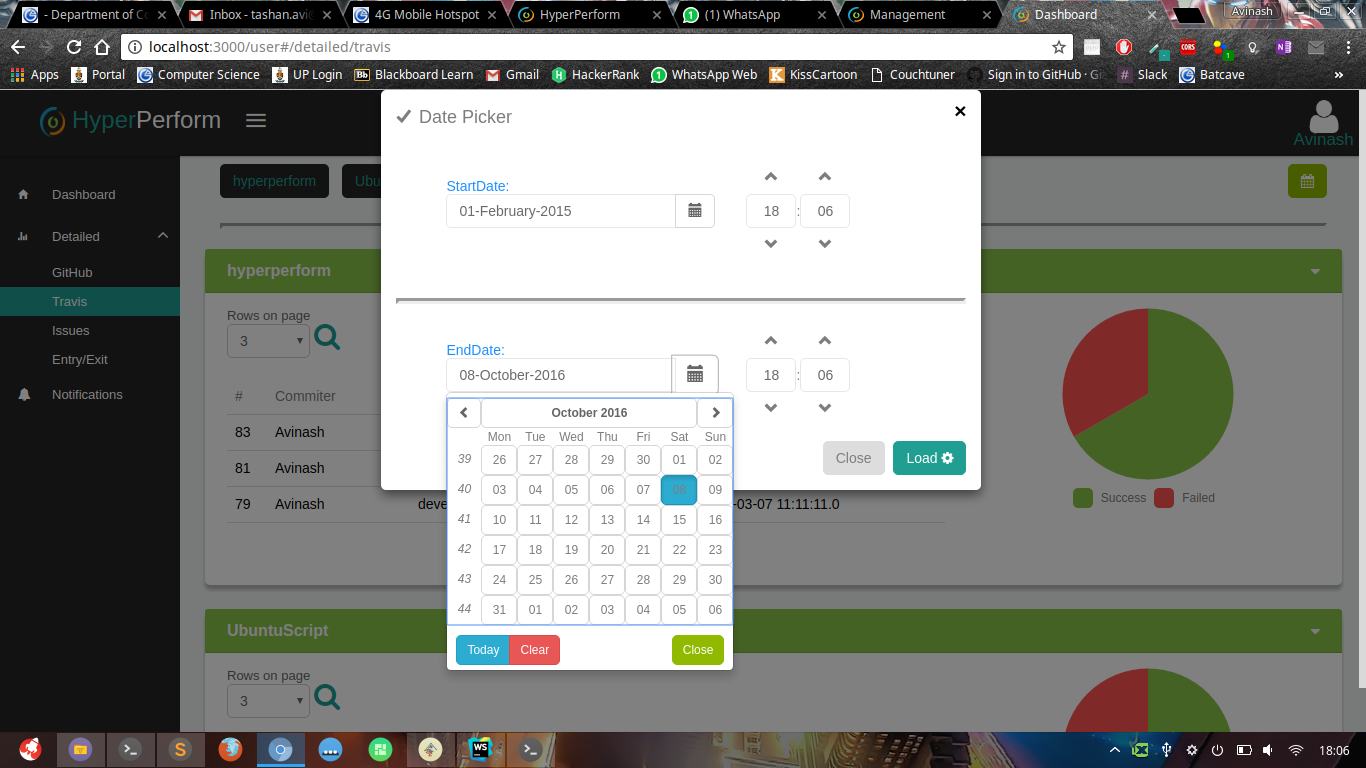 - Department of Co
Inbox - tashan.avi@
4G Mobile Hotspot
HyperPerform
(1) WhatsApp
Management
Dashboard
Avinash
localhost:3000/user#/detailed/travis
CORS
1
Apps
Portal
Computer Science
UP Login
Bb Blackboard Learn
Gmail
HackerRank
WhatsApp Web
KissCartoon
Couchtuner
Sign in to GitHub · Gi
# Slack
Batcave
»
HyperPerform
Date Picker
Avinash
Dashboard
Detailed
GitHub
Travis
Issues
Entry/Exit
Notifications
hyperperform
Ubu
StartDate:
01-February-2015
18 : 06
hyperperform
Rows on page
3
# Commiter
83 Avinash
81 Avinash
79 Avinash deve -03-07 11:11:11.0
EndDate:
08-October-2016
18 : 06
October 2016
Mon Tue Wed Thu Fri Sat Sun
39 26 27 28 29 30 01 02
40 03 04 05 06 07 08 09
41 10 11 12 13 14 15 16
42 17 18 19 20 21 22 23
43 24 25 26 27 28 29 30
44 31 01 02 03 04 05 06
Today Clear Close
Close Load
Success Failed
UbuntuScript
Rows on page
3
WS
18:06